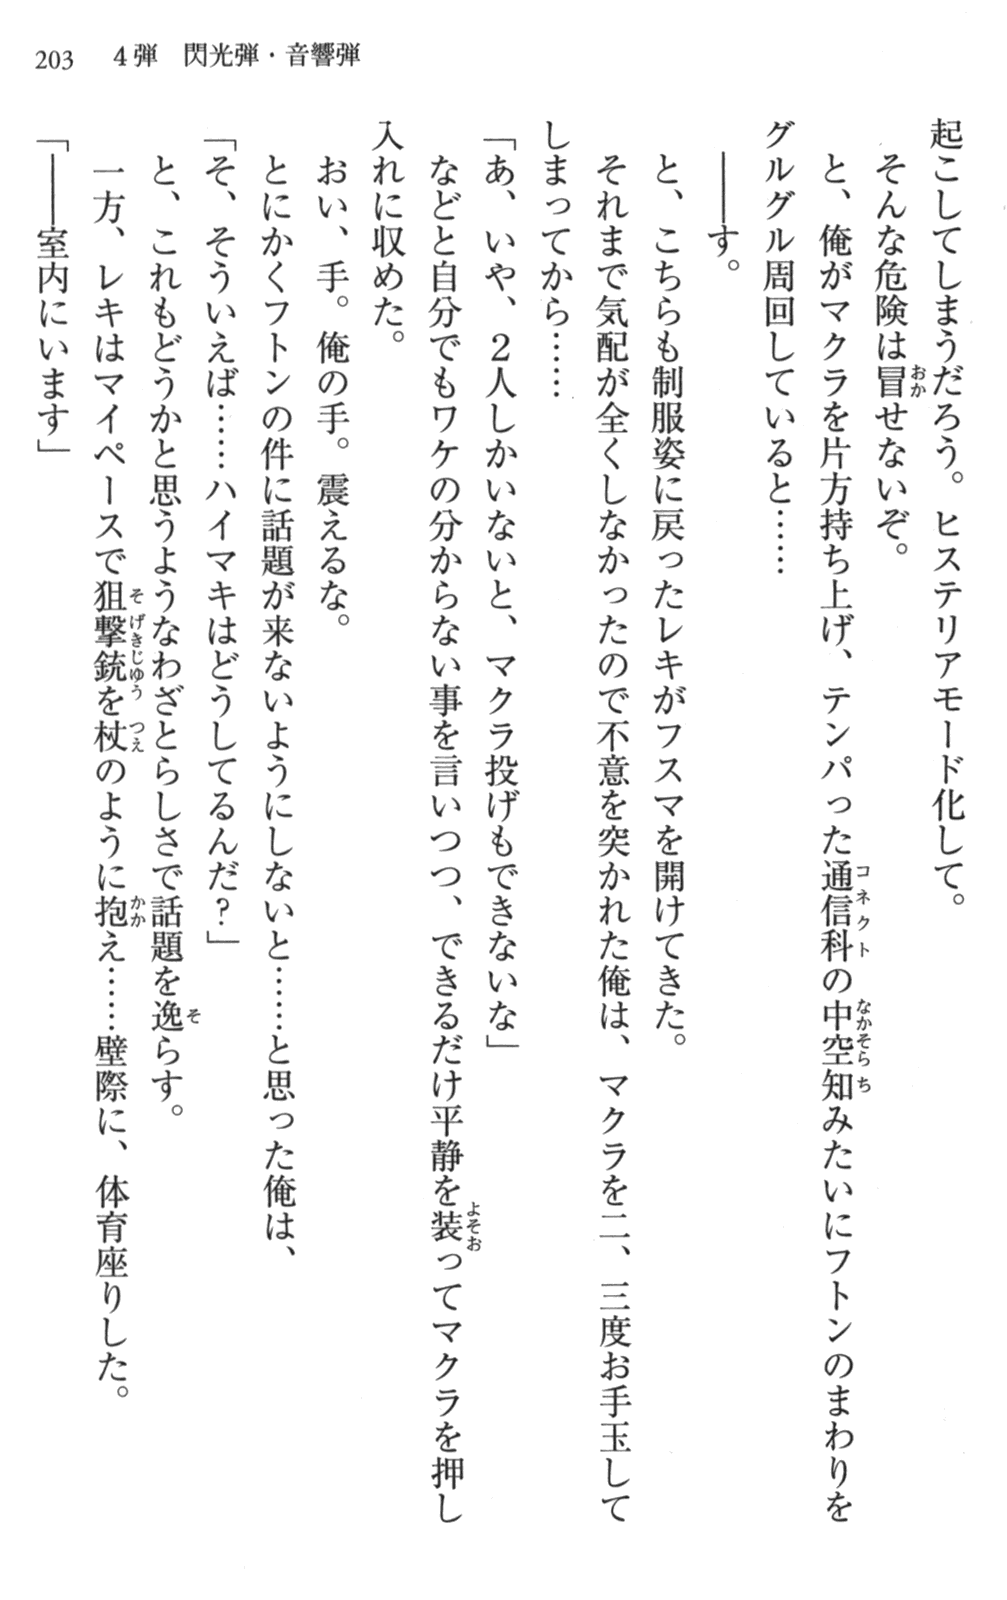 203　4弾　閃光弾・音響弾
起こしてしまうだろう。ヒステリアモード化して。
　そんな危険は冒せないぞ。
　と、俺がマクラを片方持ち上げ、テンパった通信科の中空知みたいにフトンのまわりを
グルグル周回していると……
　――す。
　と、こちらも制服姿に戻ったレキがフスマを開けてきた。
　それまで気配が全くしなかったので不意を突かれた俺は、マクラを二、三度お手玉して
しまってから……
「あ、いや、２人しかいないと、マクラ投げもできないな」
　などと自分でもワケの分からない事を言いつつ、できるだけ平静を装ってマクラを押し
入れに収めた。
　おい、手。俺の手。震えるな。
　とにかくフトンの件に話題が来ないようにしないと……と思った俺は、
「そ、そういえば……ハイマキはどうしてるんだ？」
　と、これもどうかと思うようなわざとらしさで話題を逸らす。
　一方、レキはマイペースで狙撃銃を杖のように抱え……壁際に、体育座りした。
「――室内にいます」